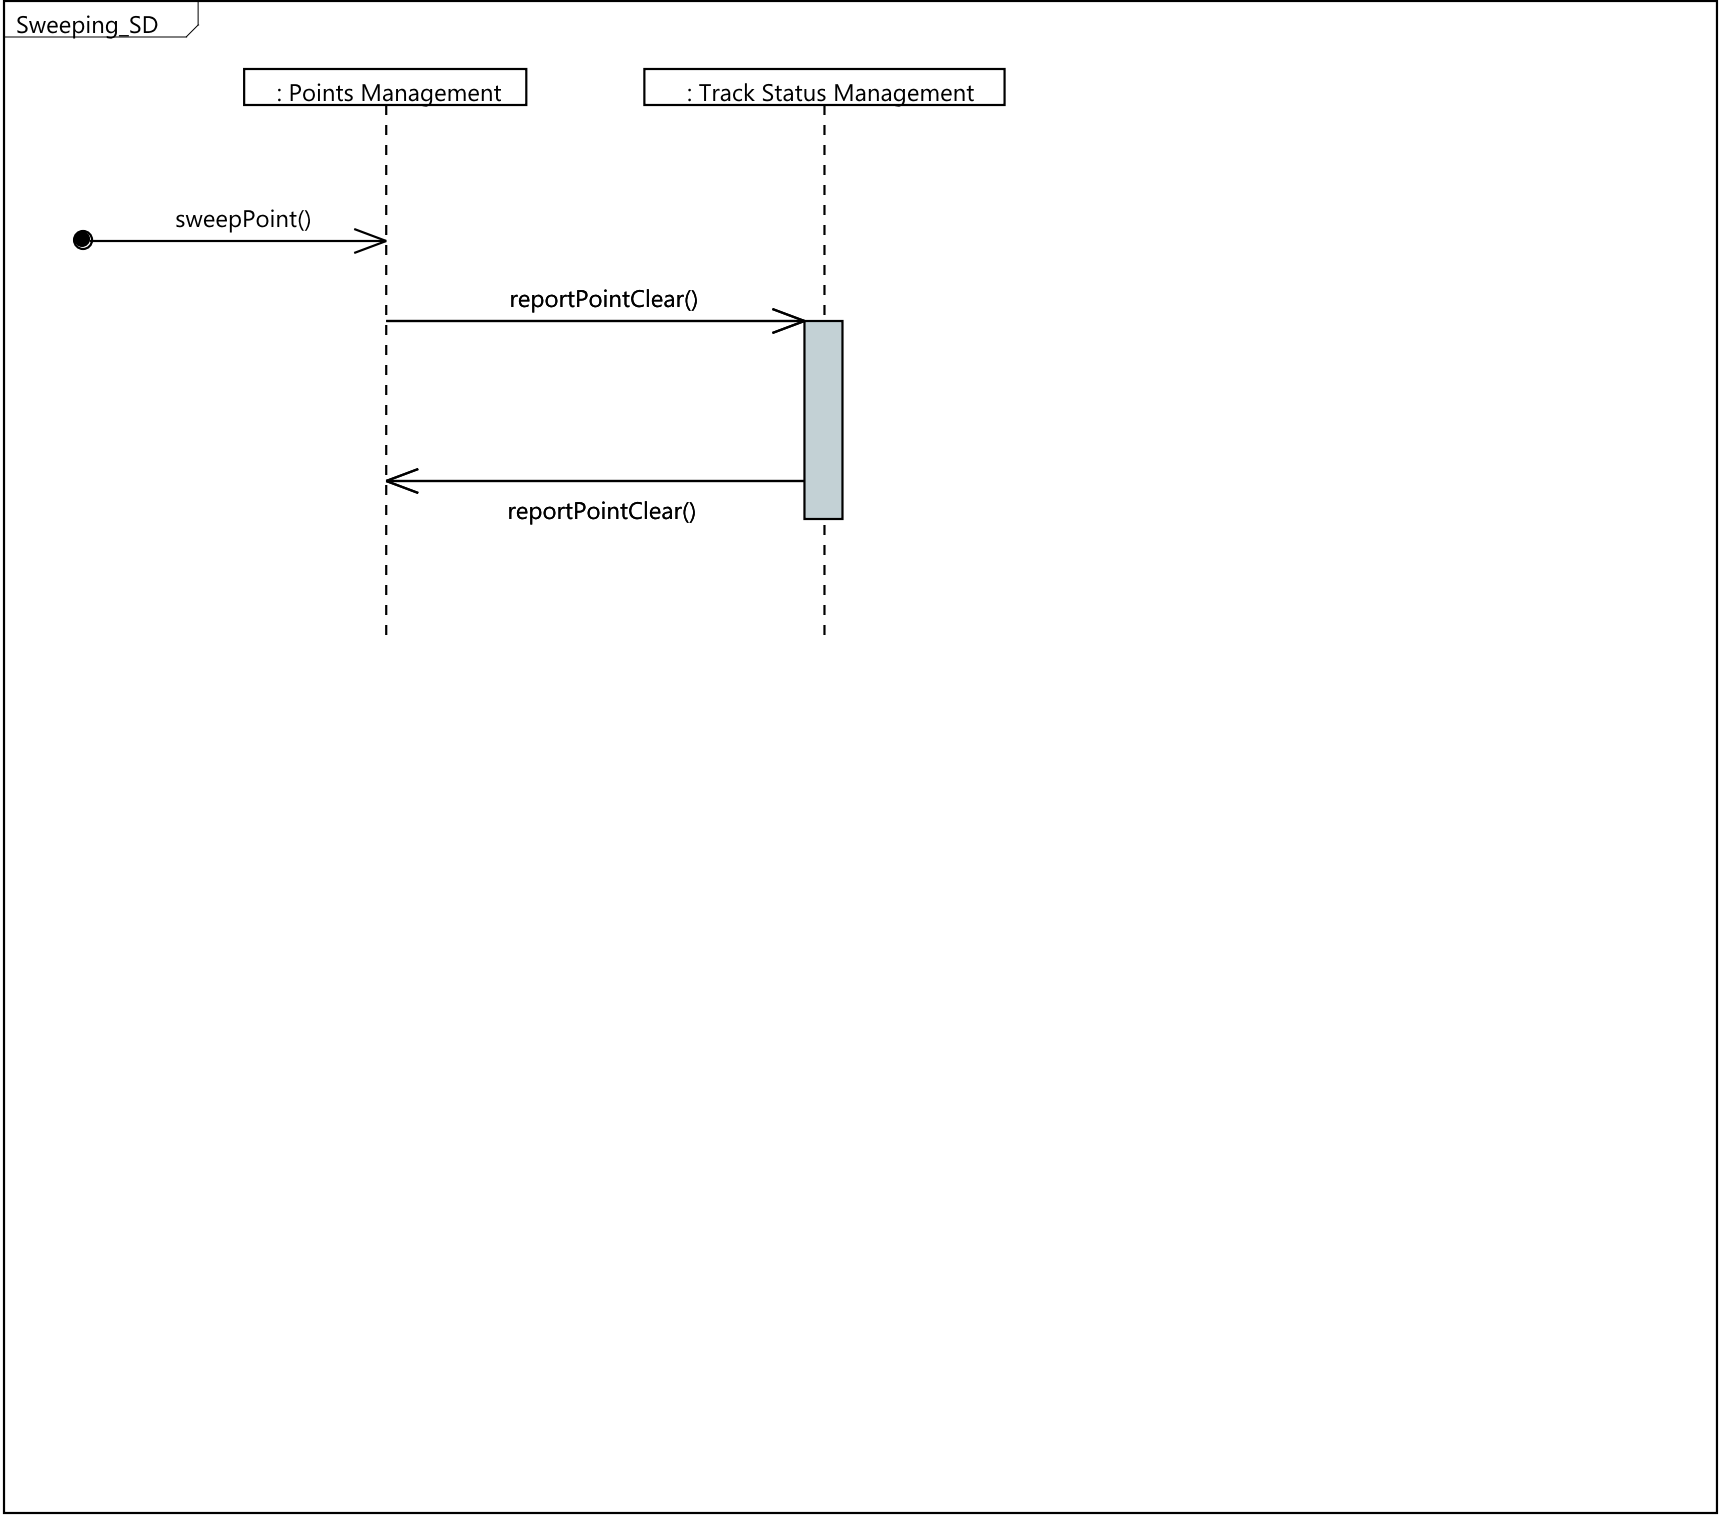 Sweeping_SD
: Points Management
: Track Status Management
sweepPoint()
reportPointClear()
reportPointClear()